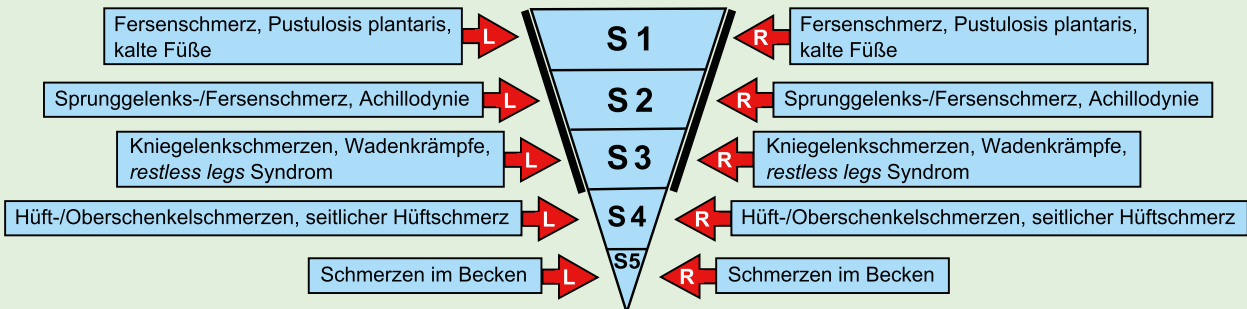 Fersenschmerz, Pustulosis plantaris,
kalte Füße
L
S 1
R
Fersenschmerz, Pustulosis plantaris,
kalte Füße
Sprunggelenks-/Fersenschmerz, Achillodynie
L
S 2
R
Sprunggelenks-/Fersenschmerz, Achillodynie
Kniegelenkschmerzen, Wadenkrämpfe,
restless legs Syndrom
L
S 3
R
Kniegelenkschmerzen, Wadenkrämpfe,
restless legs Syndrom
Hüft-/Oberschenkelschmerzen, seitlicher Hüftschmerz
L
S 4
R
Hüft-/Oberschenkelschmerzen, seitlicher Hüftschmerz
Schmerzen im Becken
L
S5
R
Schmerzen im Becken